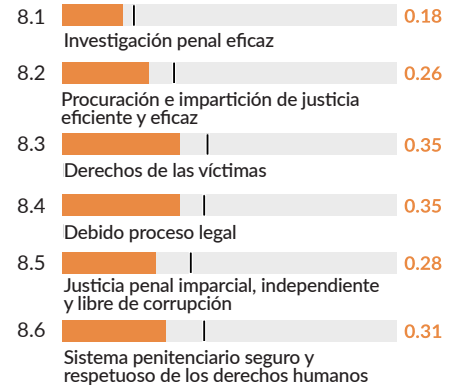 8.1 0.18
Investigación penal eficaz
8.2 0.26
Procuración e impartición de justicia
eficiente y eficaz
8.3 0.35
Derechos de las víctimas
8.4 0.35
Debido proceso legal
8.5 0.28
Justicia penal imparcial, independiente
y libre de corrupción
8.6 0.31
Sistema penitenciario seguro y
respetuoso de los derechos humanos